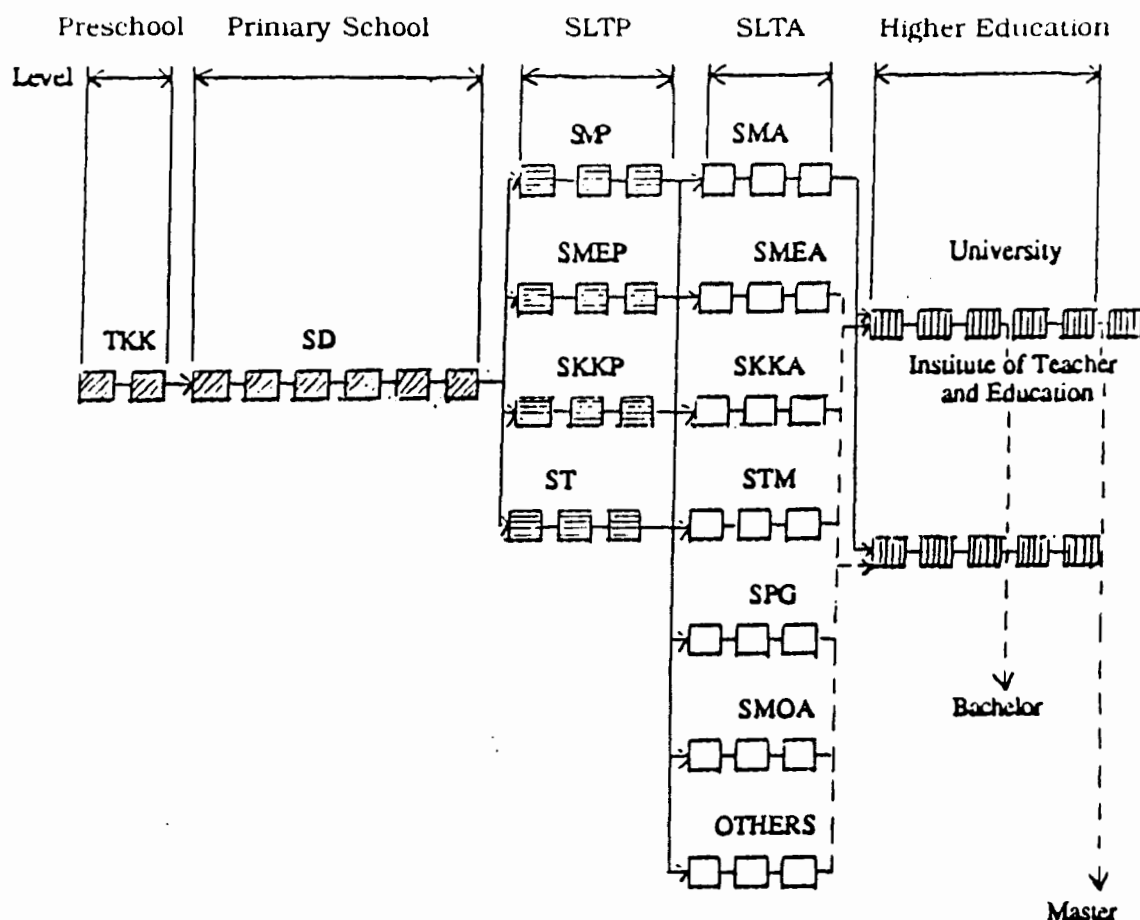 Preschool Primary School SLTP SLTA Higher Education
Level
SMP SMA
SMEP SMEA University
TKK SD SKKP SKKA Institute of Teacher
and Education
ST STM
SPG
Bachelor
SMOA
OTHERS
Master